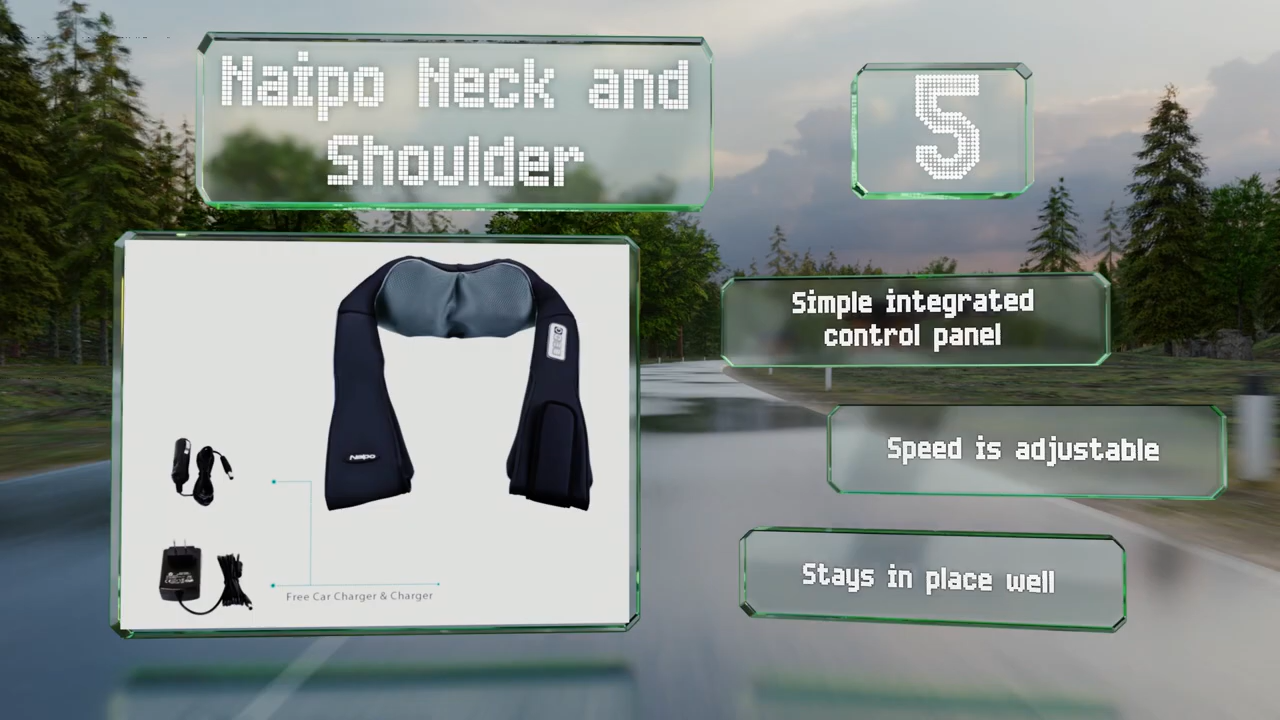 Naipo Neck and
Shoulder
5
Simple integrated
control panel
Speed is adjustable
Stays in place well
Naipo
Free Car Charger & Charger